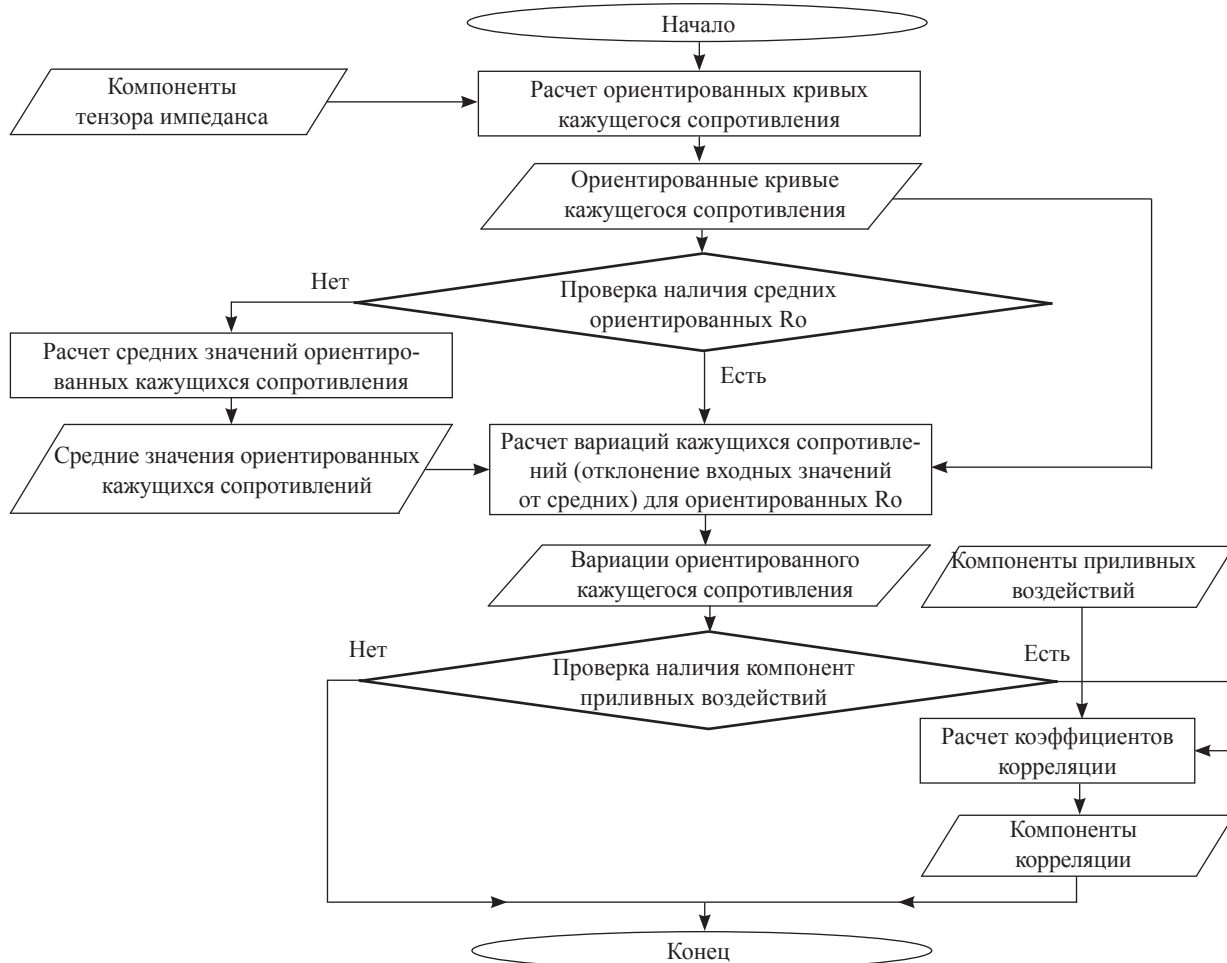 Начало
Компоненты
тензора импеданса
Расчет ориентированных кривых
кажущегося сопротивления
Ориентированные кривые
кажущегося сопротивления
Нет
Проверка наличия средних
ориентированных Ro
Расчет средних значений ориентиро-
ванных кажущихся сопротивления
Есть
Средние значения ориентированных
кажущихся сопротивлений
Расчет вариаций кажущихся сопротивле-
ний (отклонение входных значений
от средних) для ориентированных Ro
Вариации ориентированного
кажущегося сопротивления
Компоненты приливных
воздействий
Нет
Проверка наличия компонент
приливных воздействий
Есть
Расчет коэффициентов
корреляции
Компоненты
корреляции
Конец